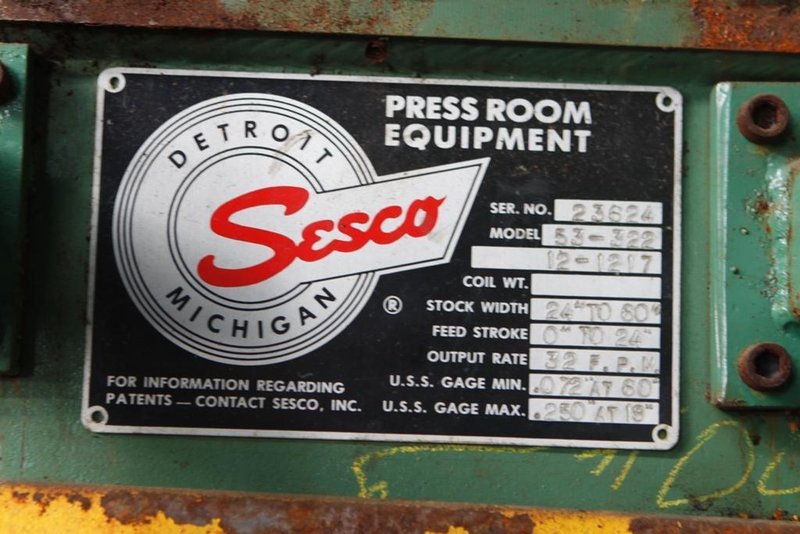 DETROIT
Sesco
MICHIGAN
®
PRESS ROOM
EQUIPMENT
SER. NO. 23624
MODEL 53-322
12-1217
COIL WT.
STOCK WIDTH 24" TO 60"
FEED STROKE 0" TO 24"
OUTPUT RATE 32 F.P.M.
U.S.S. GAGE MIN. .072" AT 60"
U.S.S. GAGE MAX. .250" AT 18"
FOR INFORMATION REGARDING
PATENTS — CONTACT SESCO, INC.